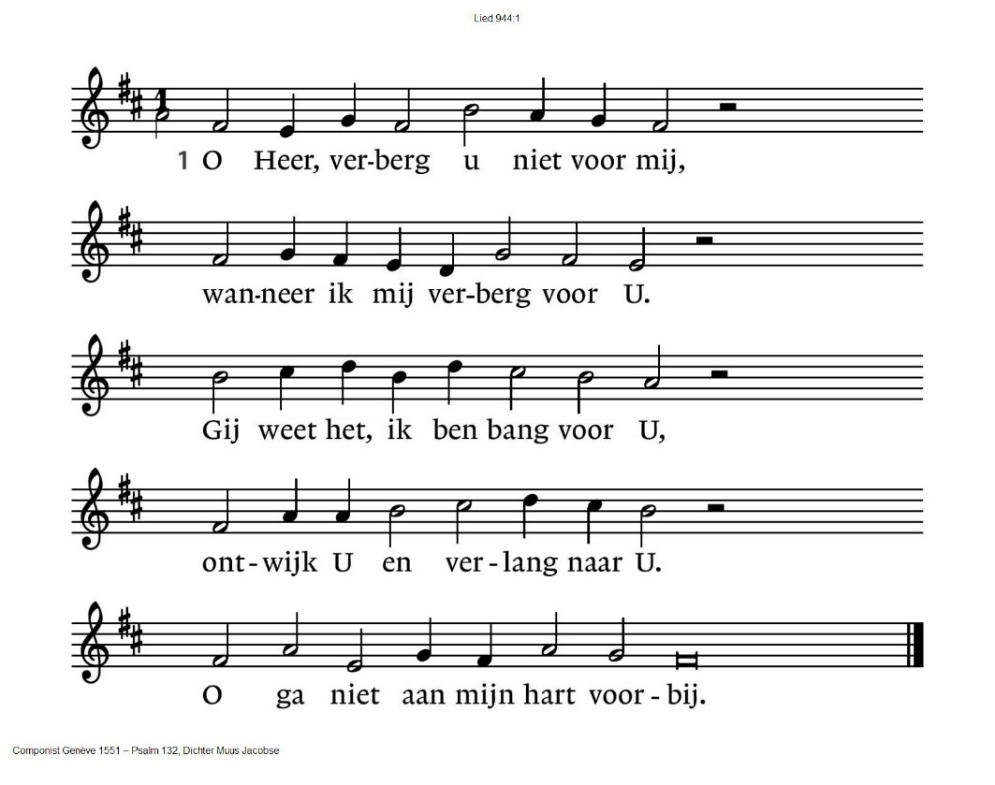 Lied 944:1
1
1 O Heer, ver-berg u niet voor mij,
wan-neer ik mij ver-berg voor U.
Gij weet het, ik ben bang voor U,
ont-wijk U en ver-lang naar U.
O ga niet aan mijn hart voor-bij.
Componist Genève 1551 – Psalm 132, Dichter Muus Jacobse